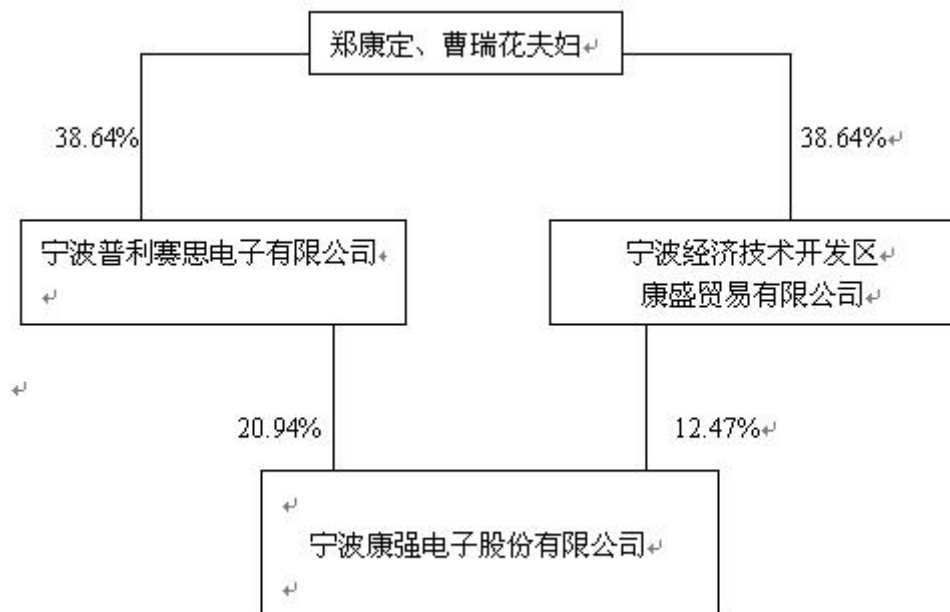 郑康定、曹瑞花夫妇
38.64%
38.64%
宁波普利赛思电子有限公司
宁波经济技术开发区
康盛贸易有限公司
20.94%
12.47%
宁波康强电子股份有限公司